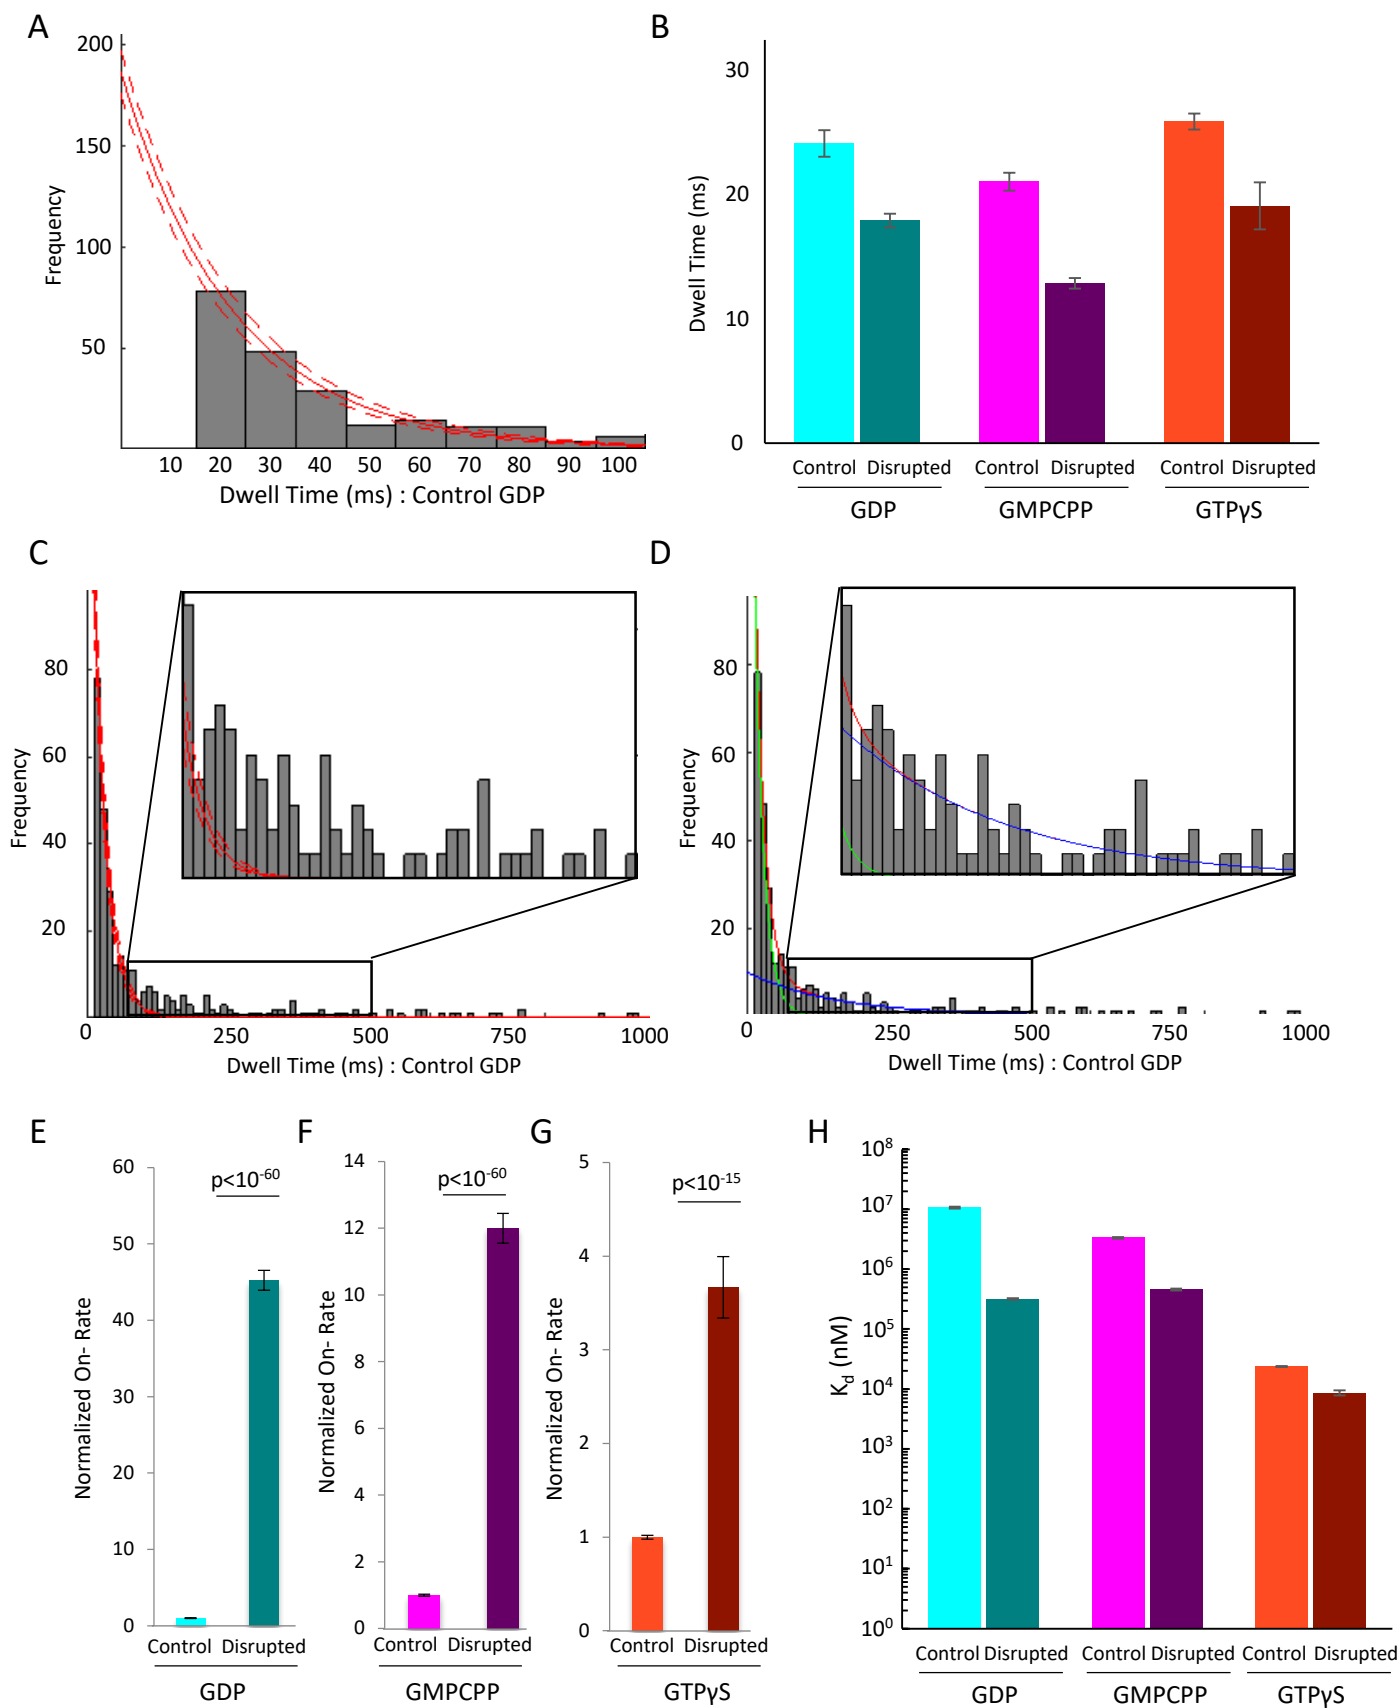 A
200
150
100
50
Frequency
10 20 30 40 50 60 70 80 90 100
Dwell Time (ms) : Control GDP
B
30
20
10
0
Dwell Time (ms)
Control Disrupted Control Disrupted Control Disrupted
GDP GMPCPP GTPγS
C
80
60
40
20
Frequency
0 250 500 750 1000
Dwell Time (ms) : Control GDP
D
80
60
40
20
Frequency
0 250 500 750 1000
Dwell Time (ms) : Control GDP
E
p<10⁻⁶⁰
60
50
40
30
20
10
0
Normalized On- Rate
Control Disrupted
GDP
F
p<10⁻⁶⁰
14
12
10
8
6
4
2
0
Normalized On- Rate
Control Disrupted
GMPCPP
G
p<10⁻¹⁵
5
4
3
2
1
0
Normalized On- Rate
Control Disrupted
GTPγS
H
10⁸
10⁷
10⁶
10⁵
10⁴
10³
10²
10¹
10⁰
K_d (nM)
Control Disrupted Control Disrupted Control Disrupted
GDP GMPCPP GTPγS